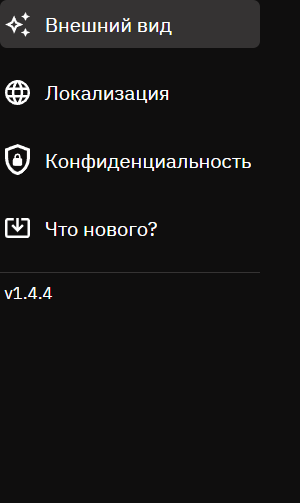 Внешний вид
Локализация
Конфиденциальность
Что нового?
v1.4.4